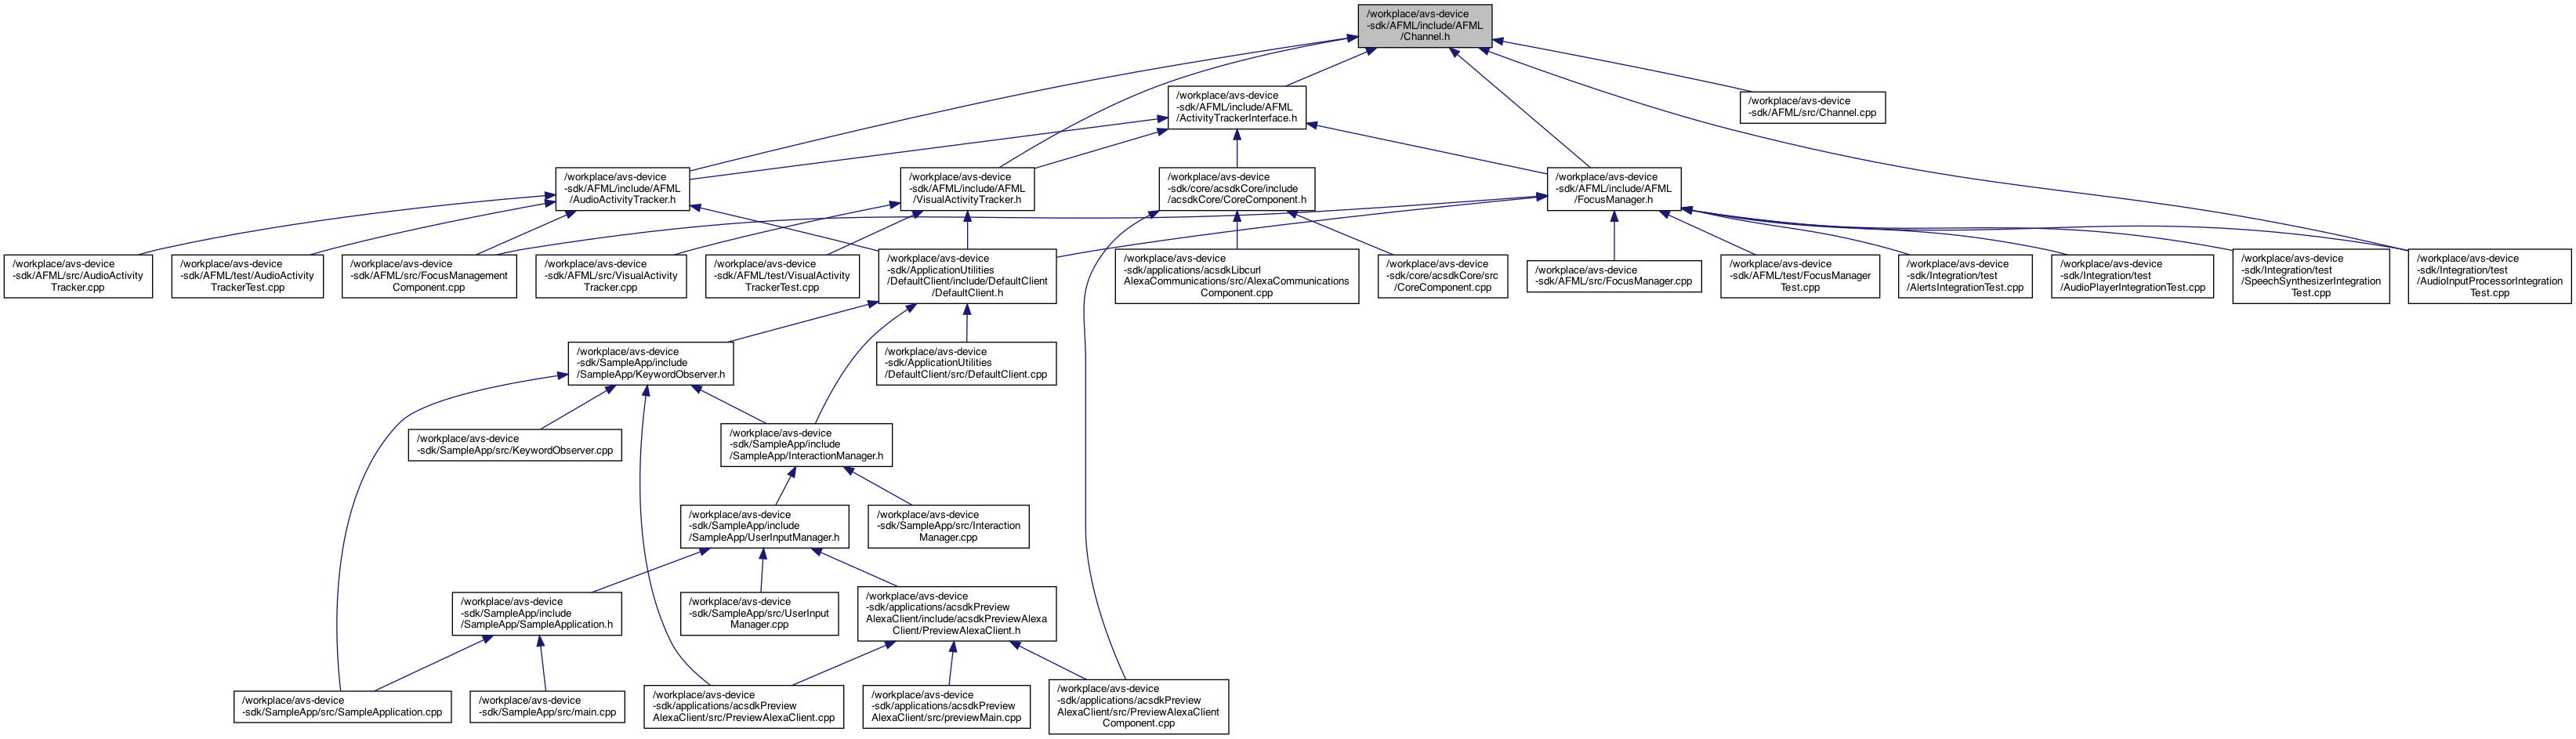 /workplace/avs-device
-sdk/AFML/include/AFML
/Channel.h
/workplace/avs-device
-sdk/AFML/include/AFML
/ActivityTrackerInterface.h
/workplace/avs-device
-sdk/AFML/src/Channel.cpp
/workplace/avs-device
-sdk/AFML/include/AFML
/AudioActivityTracker.h
/workplace/avs-device
-sdk/AFML/include/AFML
/VisualActivityTracker.h
/workplace/avs-device
-sdk/core/acsdkCore/include
/acsdkCore/CoreComponent.h
/workplace/avs-device
-sdk/AFML/include/AFML
/FocusManager.h
/workplace/avs-device
-sdk/AFML/src/AudioActivity
Tracker.cpp
/workplace/avs-device
-sdk/AFML/test/AudioActivity
TrackerTest.cpp
/workplace/avs-device
-sdk/AFML/src/FocusManagement
Component.cpp
/workplace/avs-device
-sdk/AFML/src/VisualActivity
Tracker.cpp
/workplace/avs-device
-sdk/AFML/test/VisualActivity
TrackerTest.cpp
/workplace/avs-device
-sdk/ApplicationUtilities
/DefaultClient/include/DefaultClient
/DefaultClient.h
/workplace/avs-device
-sdk/applications/acsdkLibcurl
AlexaCommunications/src/AlexaCommunications
Component.cpp
/workplace/avs-device
-sdk/core/acsdkCore/src
/CoreComponent.cpp
/workplace/avs-device
-sdk/AFML/src/FocusManager.cpp
/workplace/avs-device
-sdk/AFML/test/FocusManager
Test.cpp
/workplace/avs-device
-sdk/Integration/test
/AlertsIntegrationTest.cpp
/workplace/avs-device
-sdk/Integration/test
/AudioPlayerIntegrationTest.cpp
/workplace/avs-device
-sdk/Integration/test
/SpeechSynthesizerIntegration
Test.cpp
/workplace/avs-device
-sdk/Integration/test
/AudioInputProcessorIntegration
Test.cpp
/workplace/avs-device
-sdk/SampleApp/include
/SampleApp/KeywordObserver.h
/workplace/avs-device
-sdk/ApplicationUtilities
/DefaultClient/src/DefaultClient.cpp
/workplace/avs-device
-sdk/SampleApp/src/KeywordObserver.cpp
/workplace/avs-device
-sdk/SampleApp/include
/SampleApp/InteractionManager.h
/workplace/avs-device
-sdk/SampleApp/include
/SampleApp/UserInputManager.h
/workplace/avs-device
-sdk/SampleApp/src/Interaction
Manager.cpp
/workplace/avs-device
-sdk/SampleApp/include
/SampleApp/SampleApplication.h
/workplace/avs-device
-sdk/SampleApp/src/UserInput
Manager.cpp
/workplace/avs-device
-sdk/applications/acsdkPreview
AlexaClient/include/acsdkPreviewAlexa
Client/PreviewAlexaClient.h
/workplace/avs-device
-sdk/SampleApp/src/SampleApplication.cpp
/workplace/avs-device
-sdk/SampleApp/src/main.cpp
/workplace/avs-device
-sdk/applications/acsdkPreview
AlexaClient/src/PreviewAlexaClient.cpp
/workplace/avs-device
-sdk/applications/acsdkPreview
AlexaClient/src/previewMain.cpp
/workplace/avs-device
-sdk/applications/acsdkPreview
AlexaClient/src/PreviewAlexaClient
Component.cpp